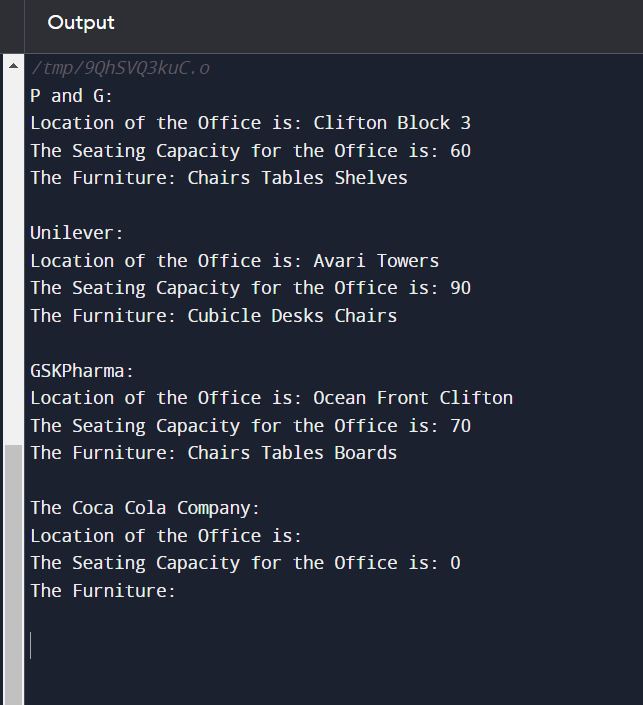 Output
/tmp/9QhSVQ3kuC.o
P and G:
Location of the Office is: Clifton Block 3
The Seating Capacity for the Office is: 60
The Furniture: Chairs Tables Shelves
Unilever:
Location of the Office is: Avari Towers
The Seating Capacity for the Office is: 90
The Furniture: Cubicle Desks Chairs
GSKPharma:
Location of the Office is: Ocean Front Clifton
The Seating Capacity for the Office is: 70
The Furniture: Chairs Tables Boards
The Coca Cola Company:
Location of the Office is:
The Seating Capacity for the Office is: 0
The Furniture: